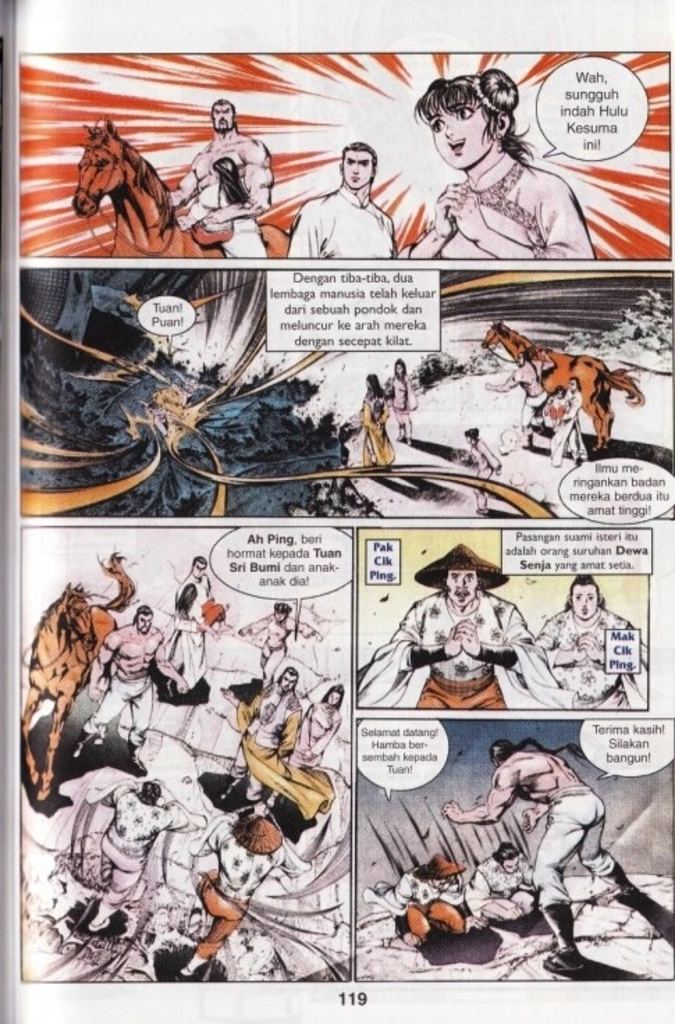 Wah,
sungguh
indah Hulu
Kesuma
ini!
Tuan!
Puan!
Dengan tiba-tiba, dua
lembaga manusia telah keluar
dari sebuah pondok dan
meluncur ke arah mereka
dengan secepat kilat.
Ilmu me-
ringankan badan
mereka berdua itu
amat tinggi!
Ah Ping, beri
hormat kepada Tuan
Sri Bumi dan anak-
anak dia!
Pak
Cik
Ping.
Pasangan suami isteri itu
adalah orang suruhan Dewa
Senja yang amat setia.
Mak
Cik
Ping.
Selamat datang!
Hamba ber-
sembah kepada
Tuan!
Terima kasih!
Silakan
bangun!
119